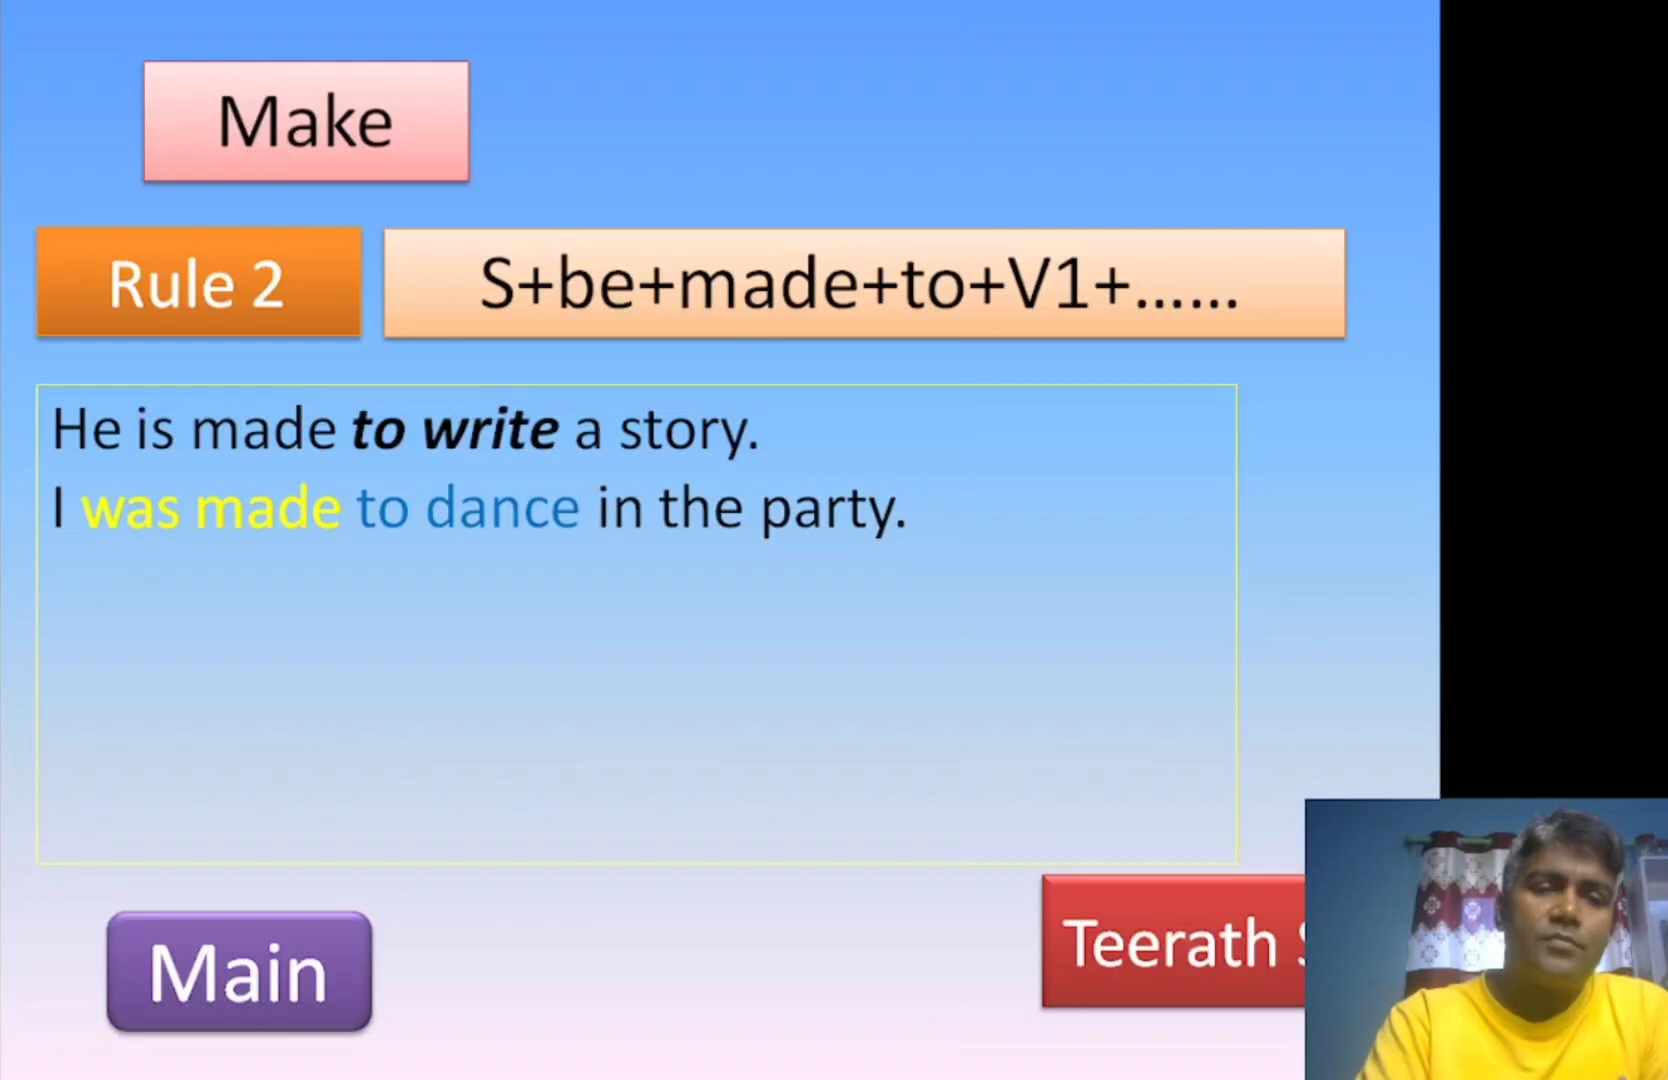 Make
Rule 2
S+be+made+to+V1+......
He is made to write a story.
I was made to dance in the party.
Main
Teerath